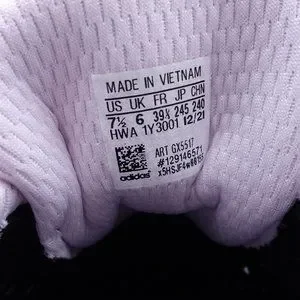 MADE IN VIETNAM
US UK FR JP CHN
7½ 6 39⅓ 245 240
HWA 1Y3001 12/21
ART GX5517
#129146571
adidas